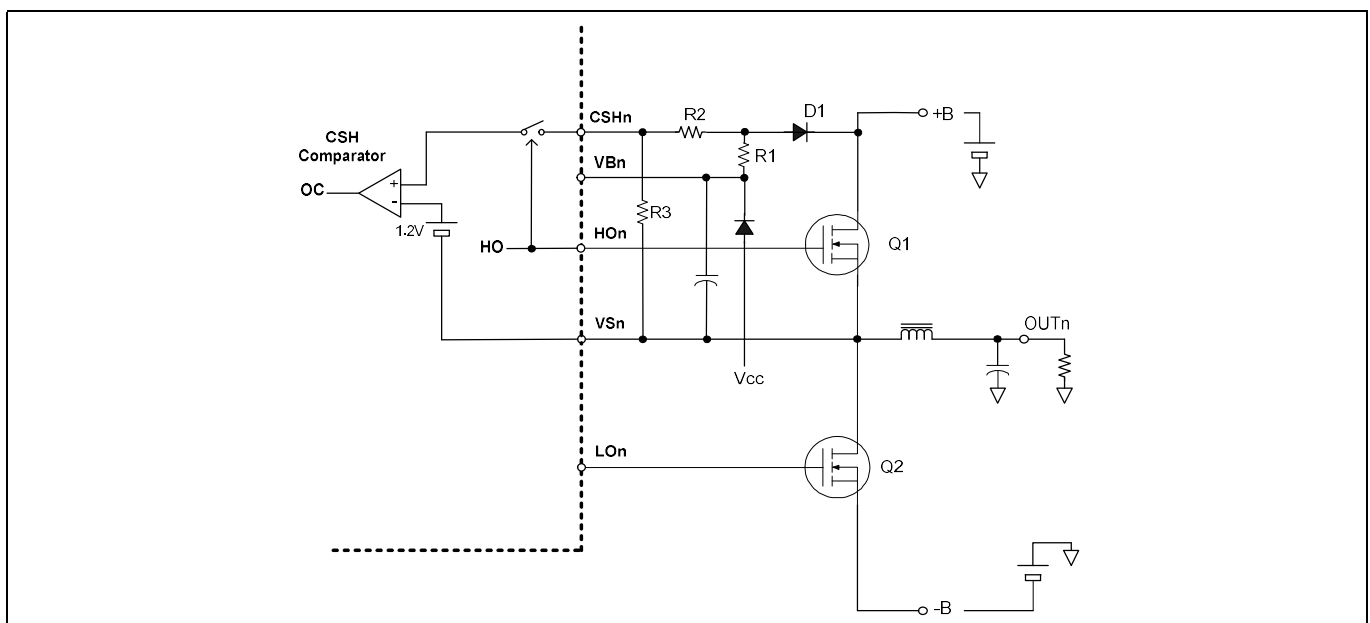 D1
+B
CSHn
R2
CSH
Comparator
R1
VBn
OC
+
-
1.2V
R3
HO
HOn
Q1
VSn
OUTn
Vcc
LOn
Q2
-B